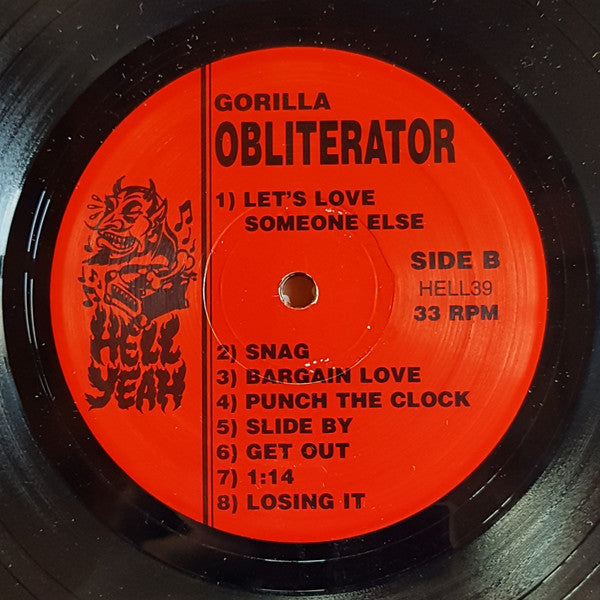 GORILLA
OBLITERATOR
1) LET'S LOVE
SOMEONE ELSE
SIDE B
HELL39
33 RPM
HELL
YEAH
2) SNAG
3) BARGAIN LOVE
4) PUNCH THE CLOCK
5) SLIDE BY
6) GET OUT
7) 1:14
8) LOSING IT